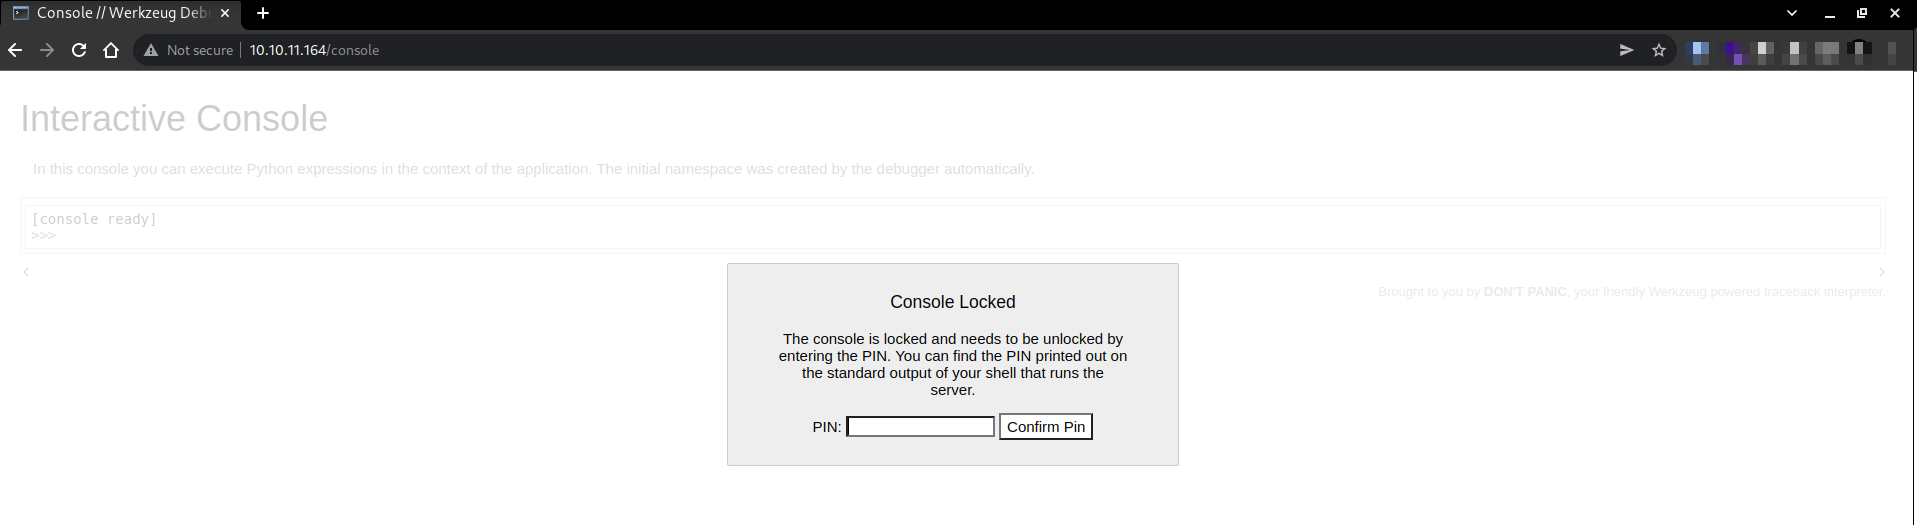 Console // Werkzeug Deb
Not secure 10.10.11.164/console
Interactive Console
In this console you can execute Python expressions in the context of the application. The initial namespace was created by the debugger automatically.
[console ready]
>>>
Brought to you by DON'T PANIC, your friendly Werkzeug powered traceback interpreter.
Console Locked
The console is locked and needs to be unlocked by
entering the PIN. You can find the PIN printed out on
the standard output of your shell that runs the
server.
PIN: Confirm Pin